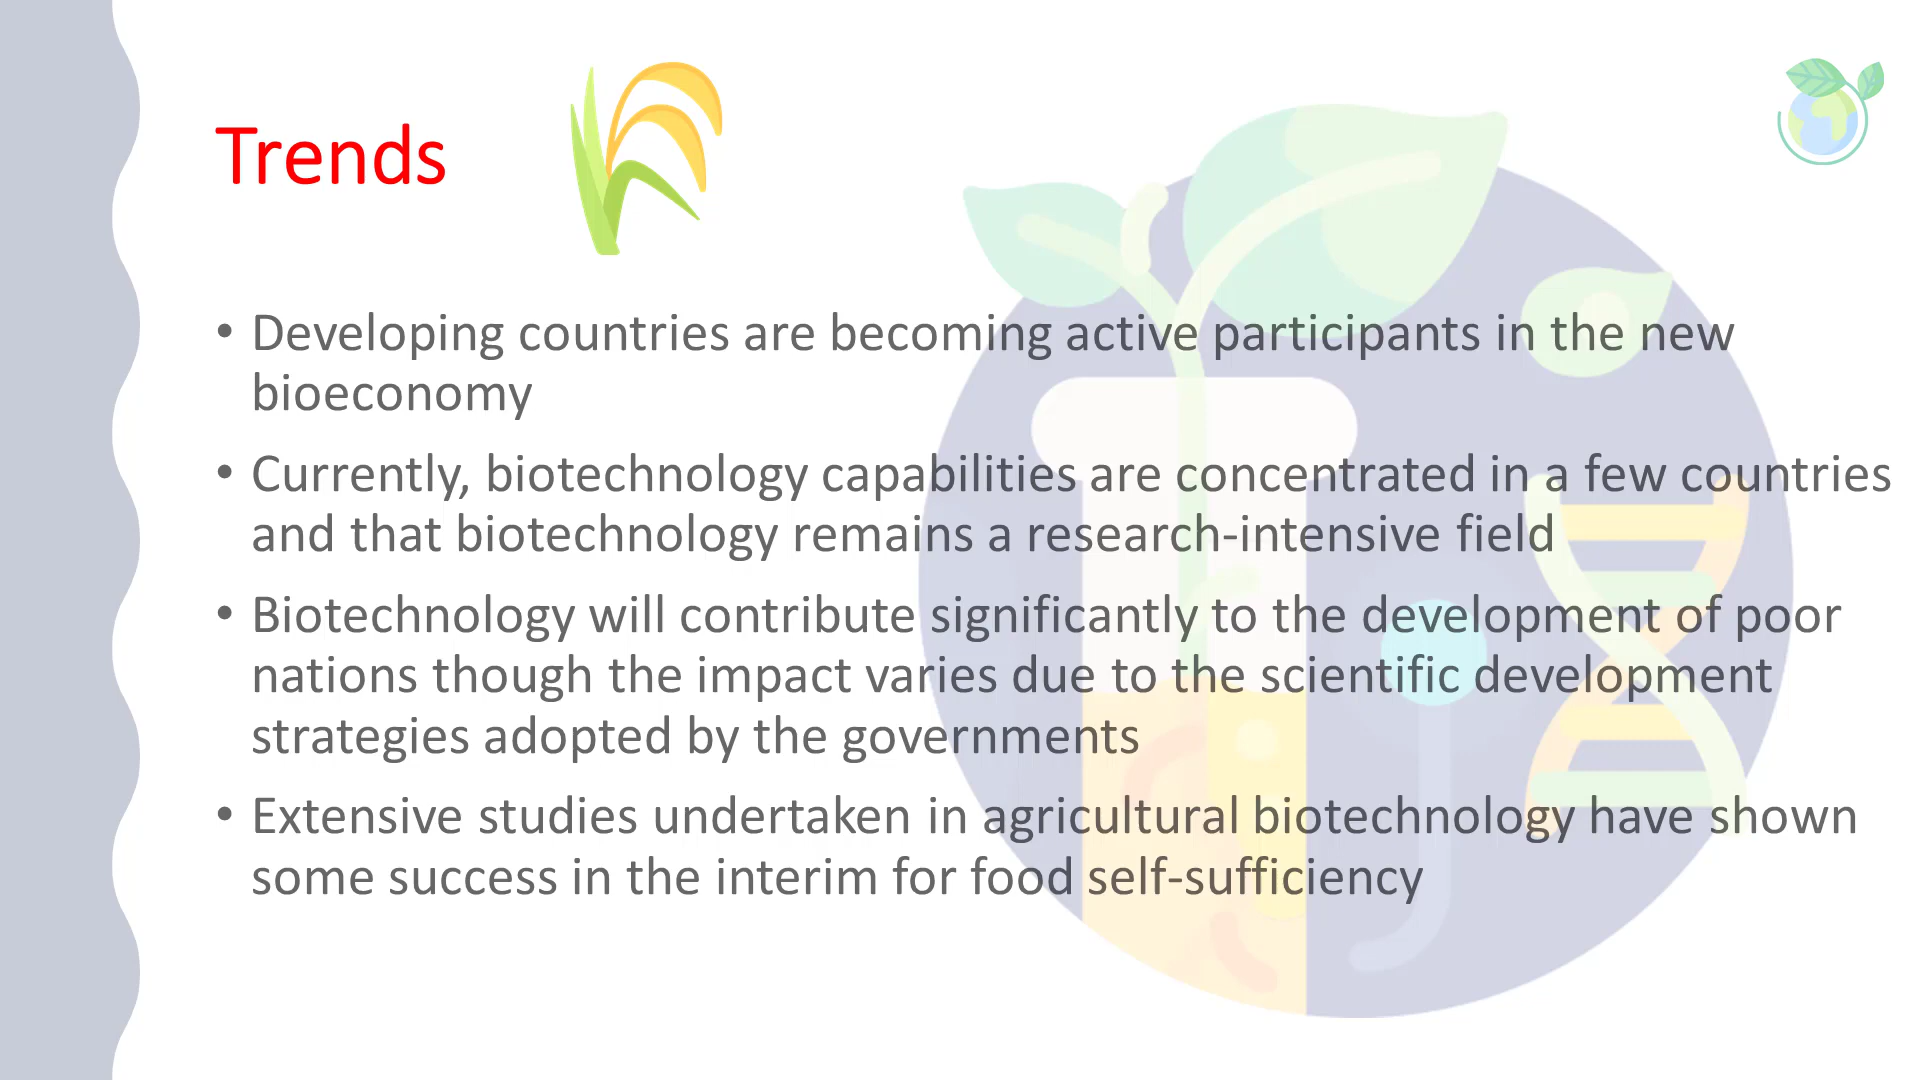 Trends
• Developing countries are becoming active participants in the new
bioeconomy
• Currently, biotechnology capabilities are concentrated in a few countries
and that biotechnology remains a research-intensive field
• Biotechnology will contribute significantly to the development of poor
nations though the impact varies due to the scientific development
strategies adopted by the governments
• Extensive studies undertaken in agricultural biotechnology have shown
some success in the interim for food self-sufficiency